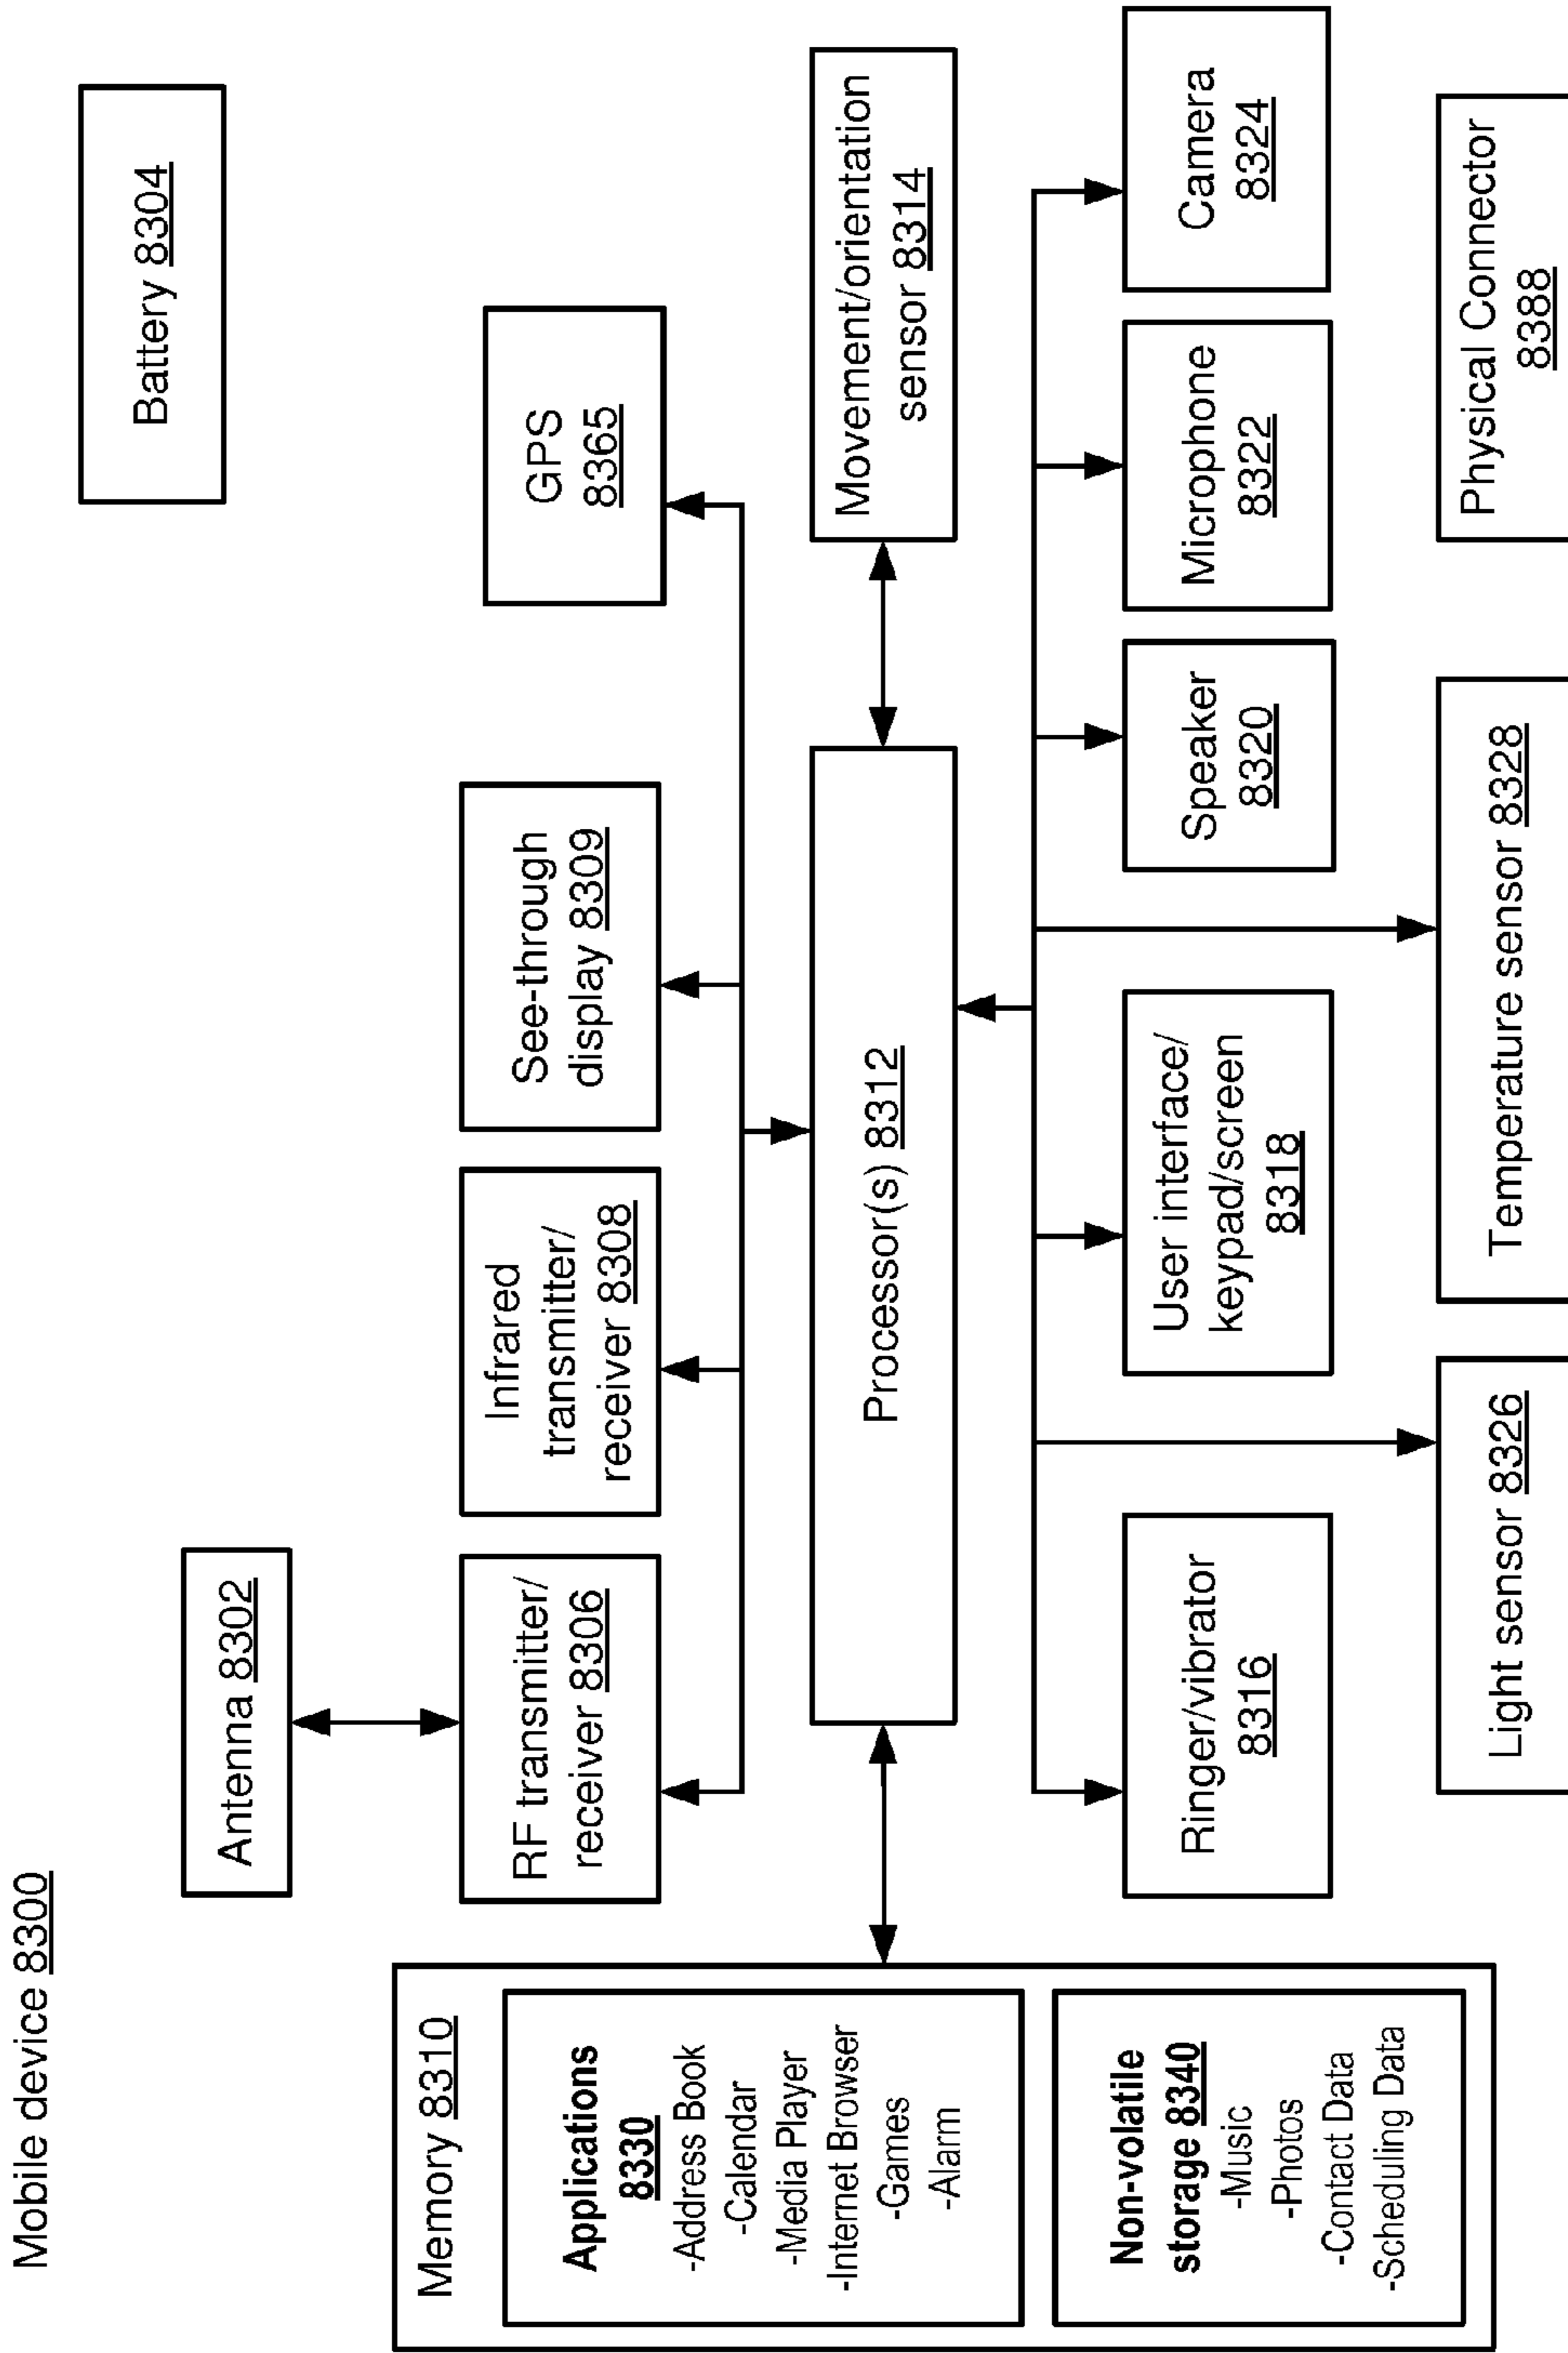 Mobile device 8300
Antenna 8302
Battery 8304
RF transmitter/
receiver 8306
Infrared
transmitter/
receiver 8308
See-through
display 8309
GPS
8365
Memory 8310
Applications
8330
-Address Book
-Calendar
-Media Player
-Internet Browser
-Games
-Alarm
Non-volatile
storage 8340
-Music
-Photos
-Contact Data
-Scheduling Data
Processor(s) 8312
Movement/orientation
sensor 8314
Ringer/vibrator
8316
User interface/
keypad/screen
8318
Speaker
8320
Microphone
8322
Camera
8324
Light sensor 8326
Temperature sensor 8328
Physical Connector
8388